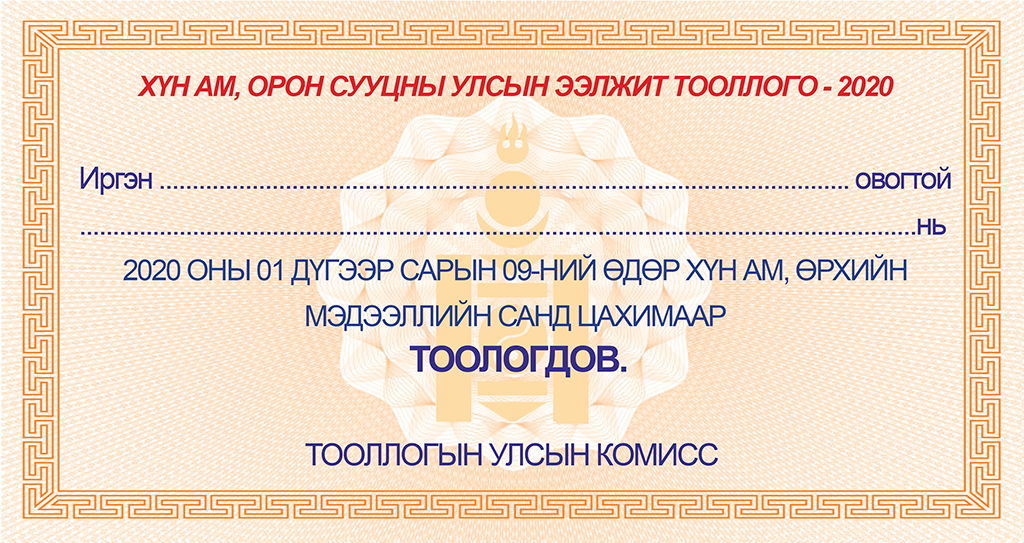 ХҮН АМ, ОРОН СУУЦНЫ УЛСЫН ЭЭЛЖИТ ТООЛЛОГО - 2020
Иргэн ........................................................................................................ овогтой
..............................................................................................................................нь
2020 ОНЫ 01 ДҮГЭЭР САРЫН 09-НИЙ ӨДӨР ХҮН АМ, ӨРХИЙН
МЭДЭЭЛЛИЙН САНД ЦАХИМААР
ТООЛОГДОВ.
ТООЛЛОГЫН УЛСЫН КОМИСС